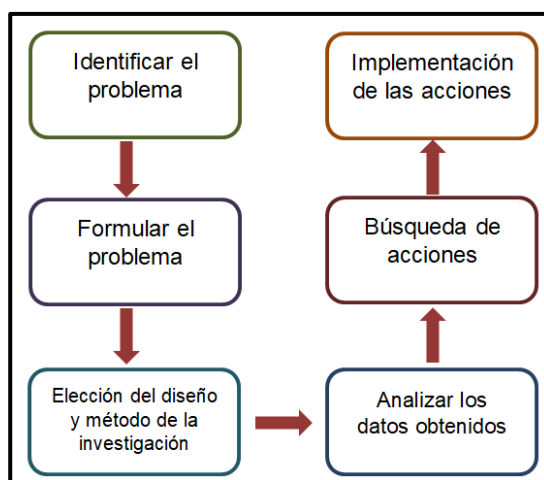 Identificar el
problema
Formular el
problema
Elección del diseño
y método de la
investigación
Analizar los
datos obtenidos
Búsqueda de
acciones
Implementación
de las acciones